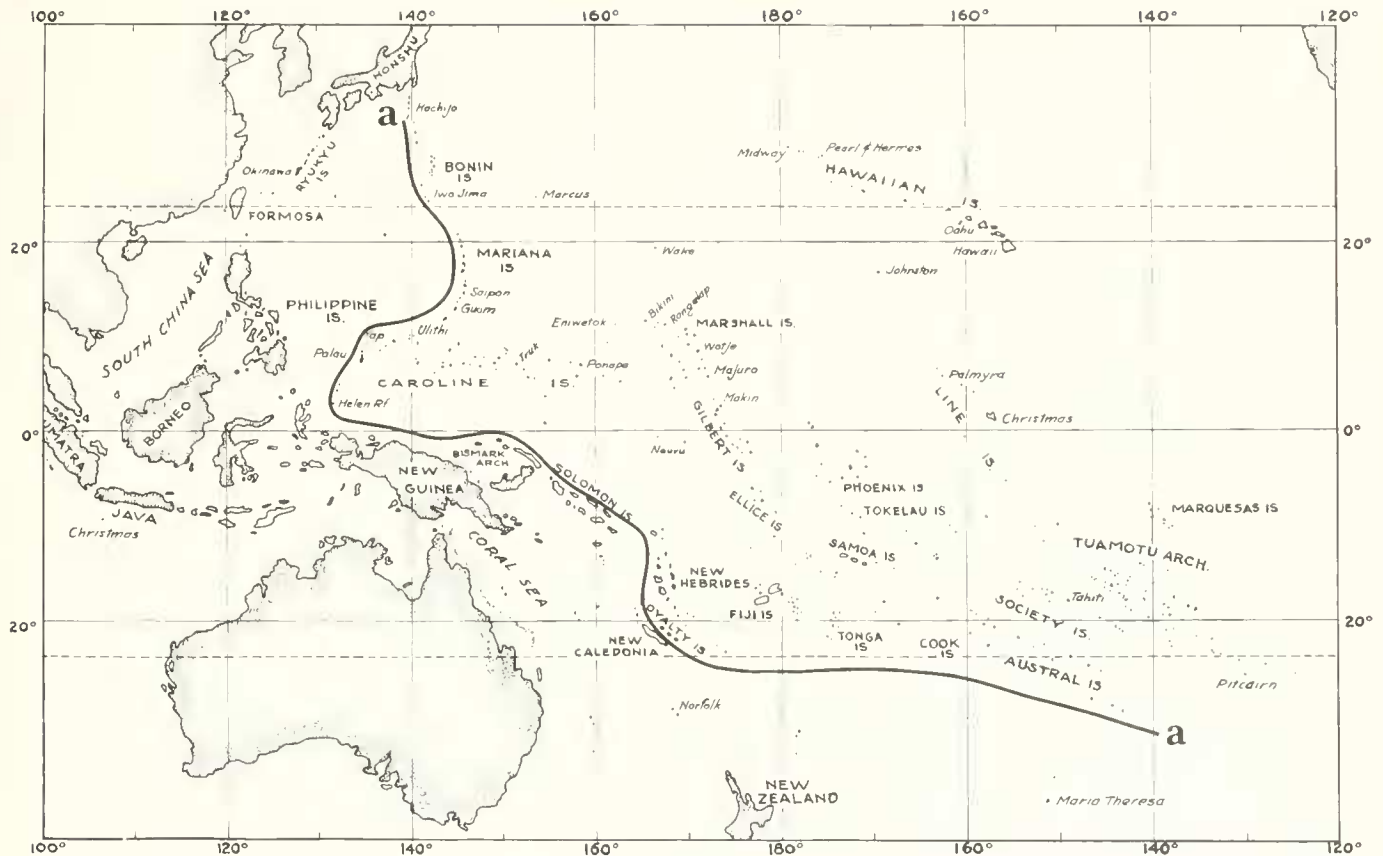 100° 120° 140° 160° 180° 160° 140° 120°
HONSHU
a
Hachijo
Midway
Pearl & Hermes
BONIN
IS
HAWAIIAN
IS.
Okinawa
RYUKYU
IS
Iwo Jima
Marcus
FORMOSA
Oahu
20°
20°
MARIANA
IS
Wake
Hawaii
Johnston
SOUTH CHINA SEA
PHILIPPINE
IS.
Saipan
Guam
Bikini
Rongelap
Eniwetok
MARSHALL IS.
Yap
Ulithi
Palau
Truk
Wotje
Ponape
Majuro
Palmyra
CAROLINE IS.
Makin
LINE
IS
Helen Rf
Christmas
BORNEO
GILBERT IS
0°
0°
UMATRA
BISMARK
ARCH
Nauru
NEW
GUINEA
SOLOMON IS
PHOENIX IS
JAVA
ELLICE IS
TOKELAU IS
MARQUESAS IS
Christmas
CORAL SEA
SAMOA IS
TUAMOTU ARCH.
NEW
HEBRIDES
FIJI IS
Tahiti
SOCIETY IS.
20°
20°
OYALTY IS
NEW
CALEDONIA
TONGA
IS
COOK
IS
AUSTRAL IS
Pitcairn
Norfolk
a
NEW
ZEALAND
Maria Theresa
100° 120° 140° 160° 180° 160° 140° 120°